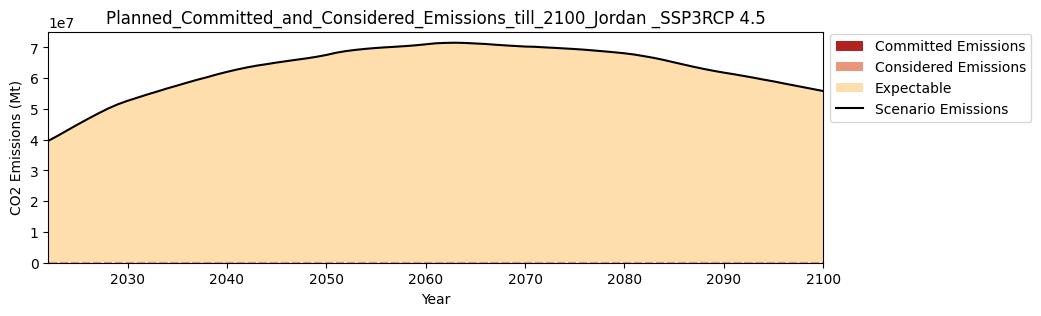 Planned_Committed_and_Considered_Emissions_till_2100_Jordan _SSP3RCP 4.5
1e7
7
6
5
4
3
2
1
0
CO2 Emissions (Mt)
2030 2040 2050 2060 2070 2080 2090 2100
Year
Committed Emissions
Considered Emissions
Expectable
Scenario Emissions